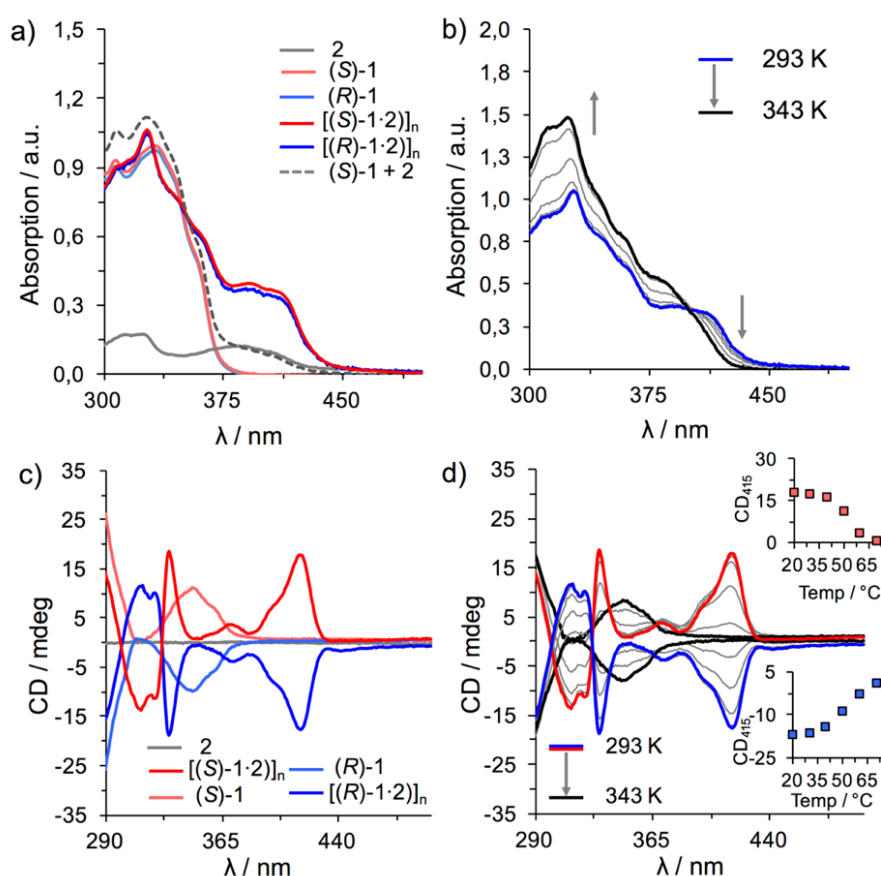 a)
1,5
1,2
0,9
0,6
0,3
0,0
Absorption / a.u.
300 375 450
λ / nm
2
(S)-1
(R)-1
[(S)-1·2)]n
[(R)-1·2)]n
(S)-1 + 2
b)
2,0
1,8
1,5
1,3
1,0
0,8
0,5
0,3
0,0
Absorption / a.u.
300 375 450
λ / nm
293 K
343 K
c)
35
25
15
5
-5
-15
-25
-35
CD / mdeg
290 365 440
λ / nm
2
[(S)-1·2)]n
(S)-1
(R)-1
[(R)-1·2)]n
d)
35
25
15
5
-5
-15
-25
-35
CD / mdeg
290 365 440
λ / nm
293 K
343 K
30
15
0
CD415
20 35 50 65
Temp / °C
5
-10
-25
CD415,
20 35 50 65
Temp / °C